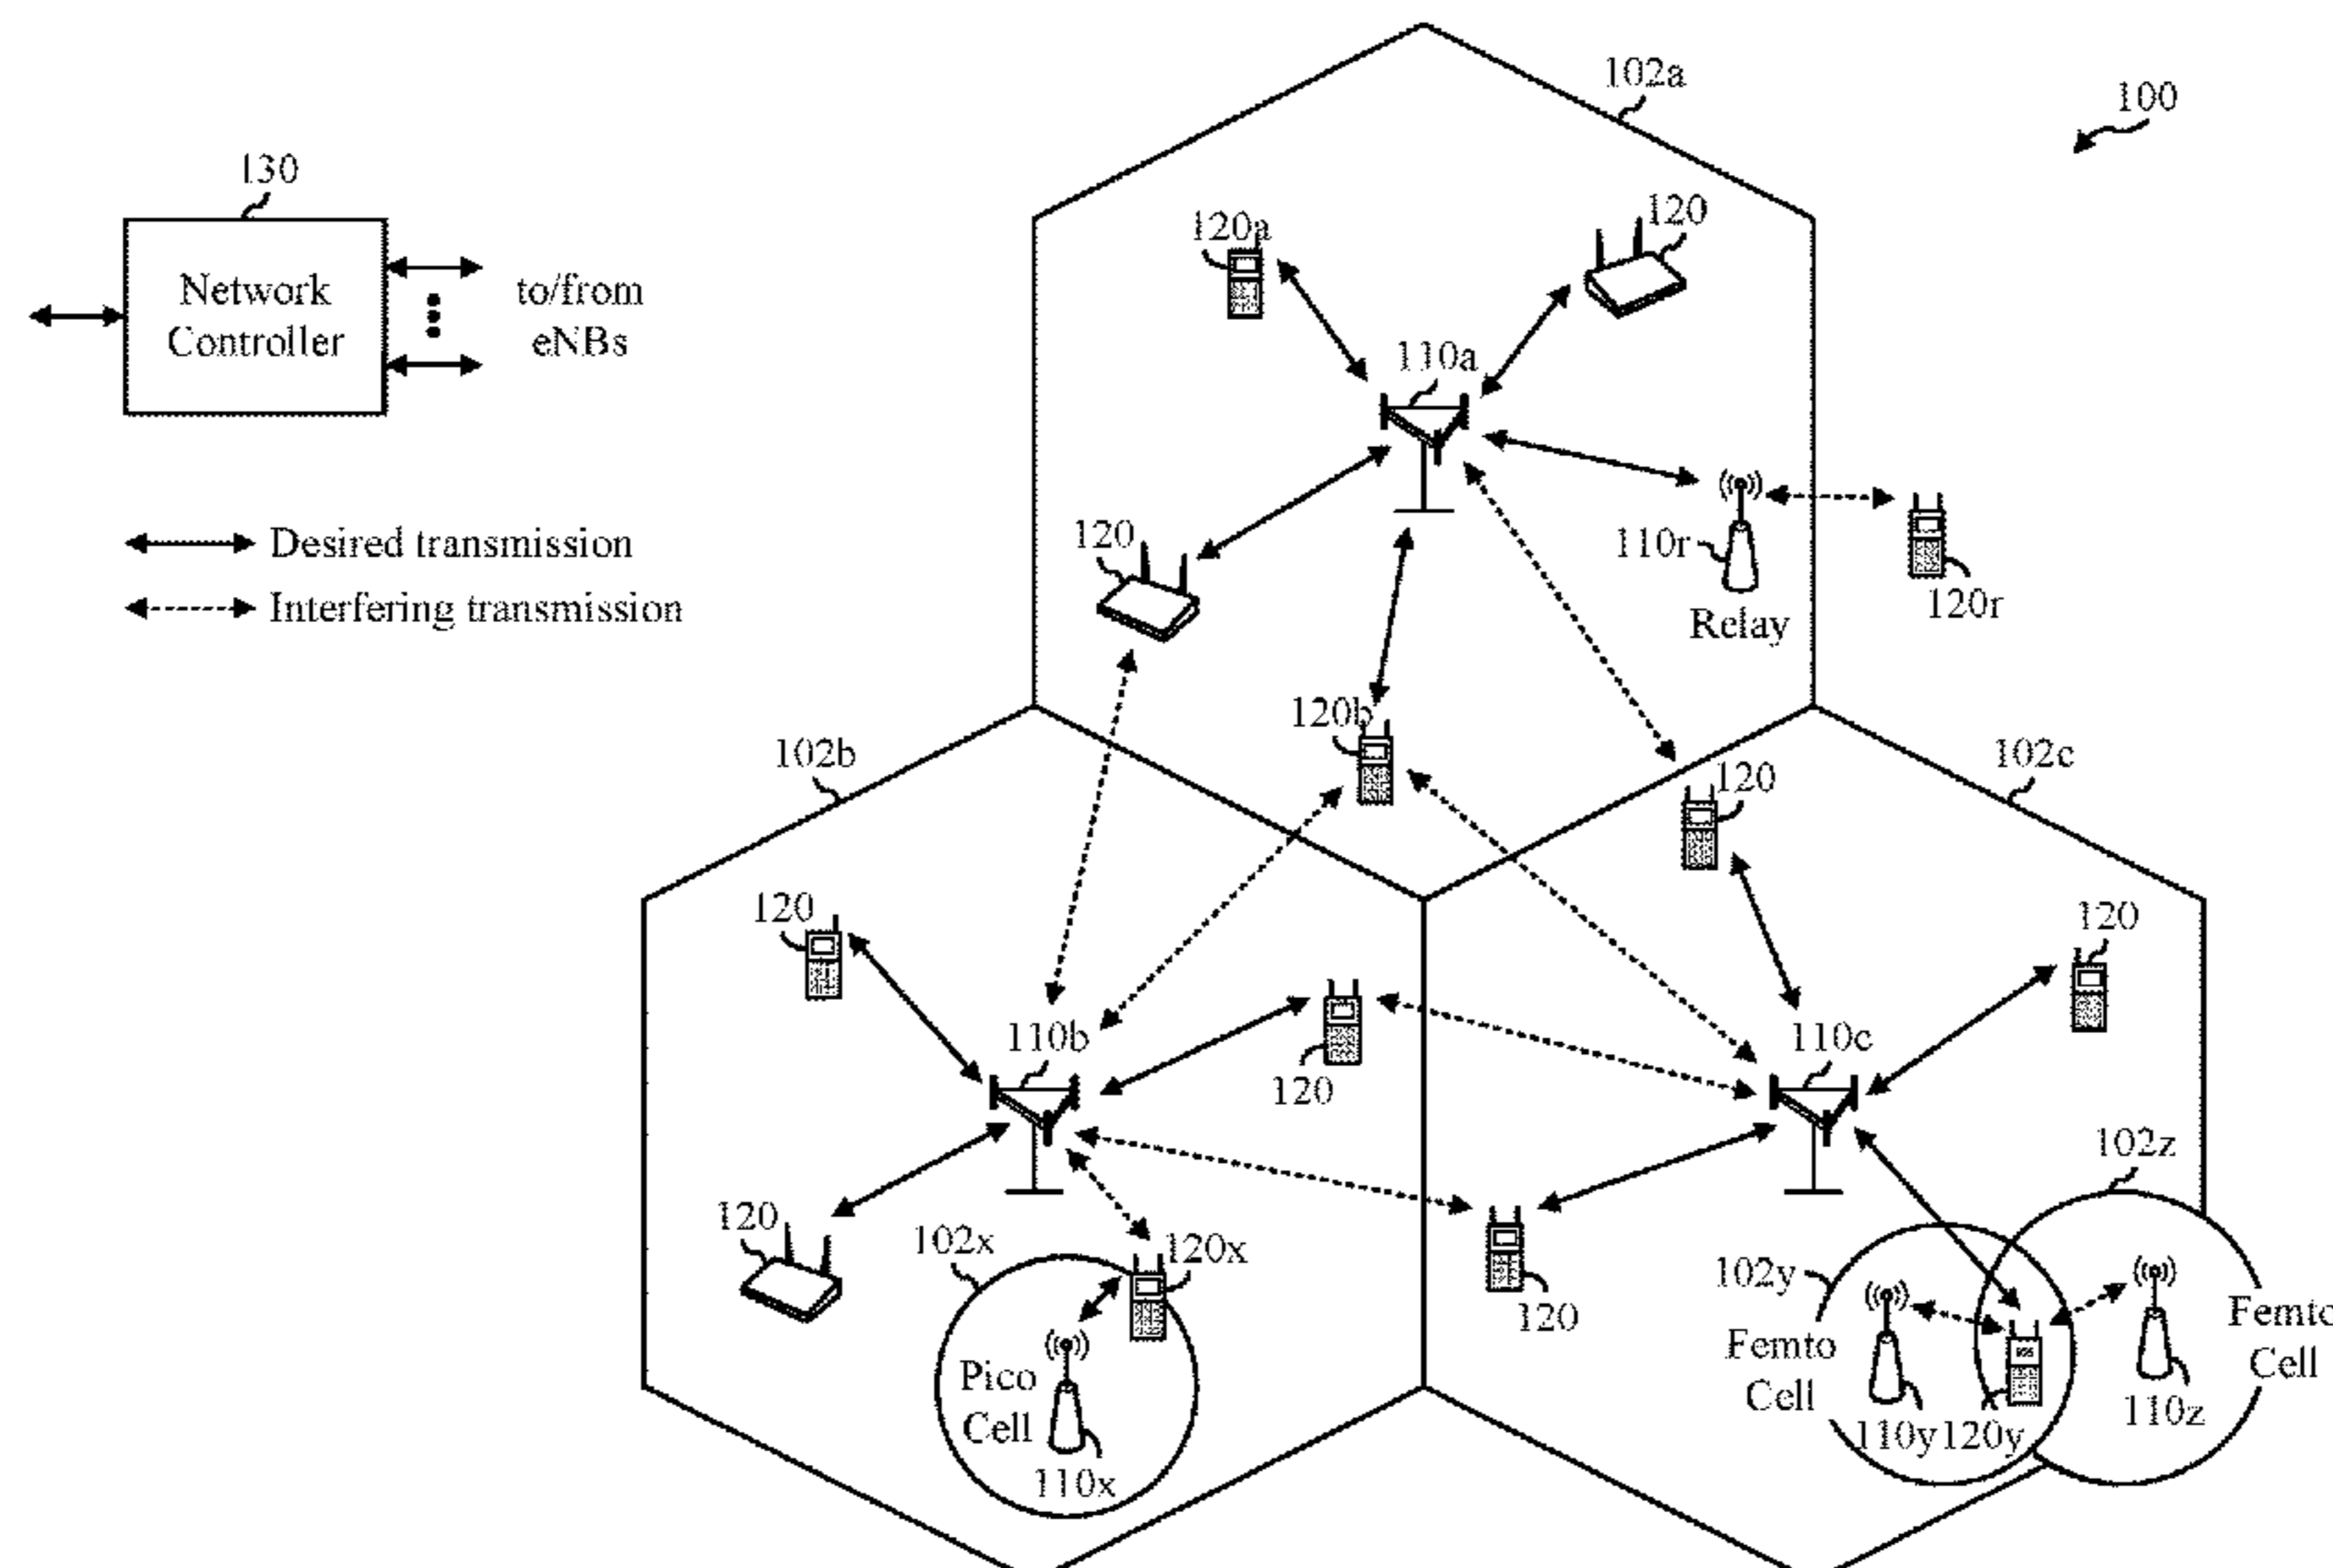 102a
100
130
120a
120
Network
Controller
to/from
eNBs
110a
Desired transmission
Interfering transmission
120
110r
Relay
120r
120b
102b
120
102c
120
120
110b
120
110c
102z
120
102x
120x
120
102y
Pico
Cell
110x
Femto
Cell
110y
120y
110z
Cell